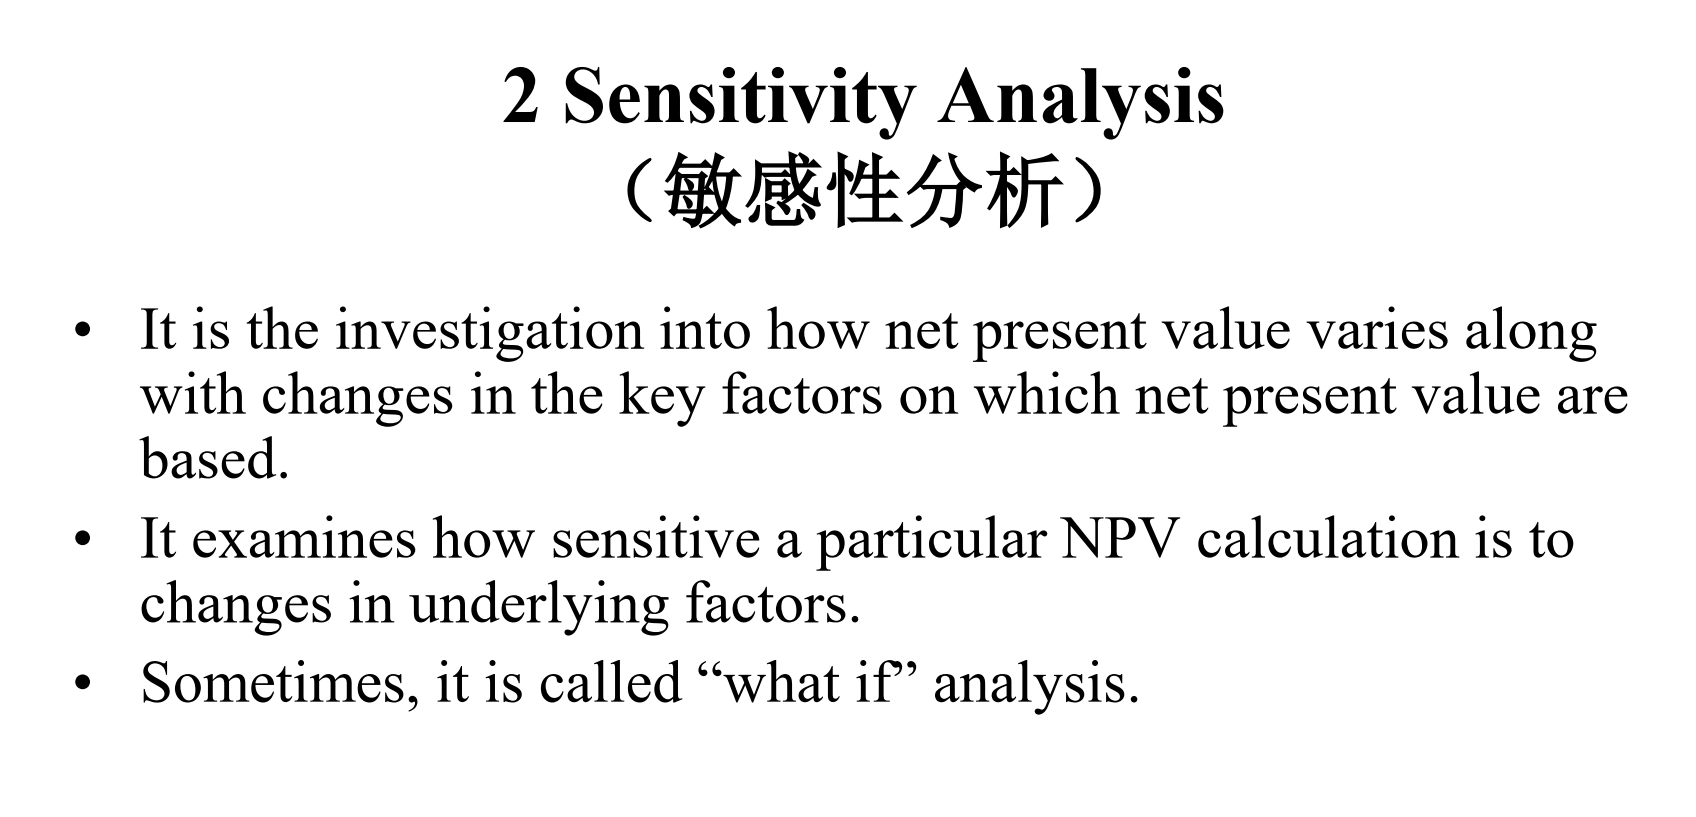 2 Sensitivity Analysis
（敏感性分析）
• It is the investigation into how net present value varies along
with changes in the key factors on which net present value are
based.
• It examines how sensitive a particular NPV calculation is to
changes in underlying factors.
• Sometimes, it is called “what if” analysis.